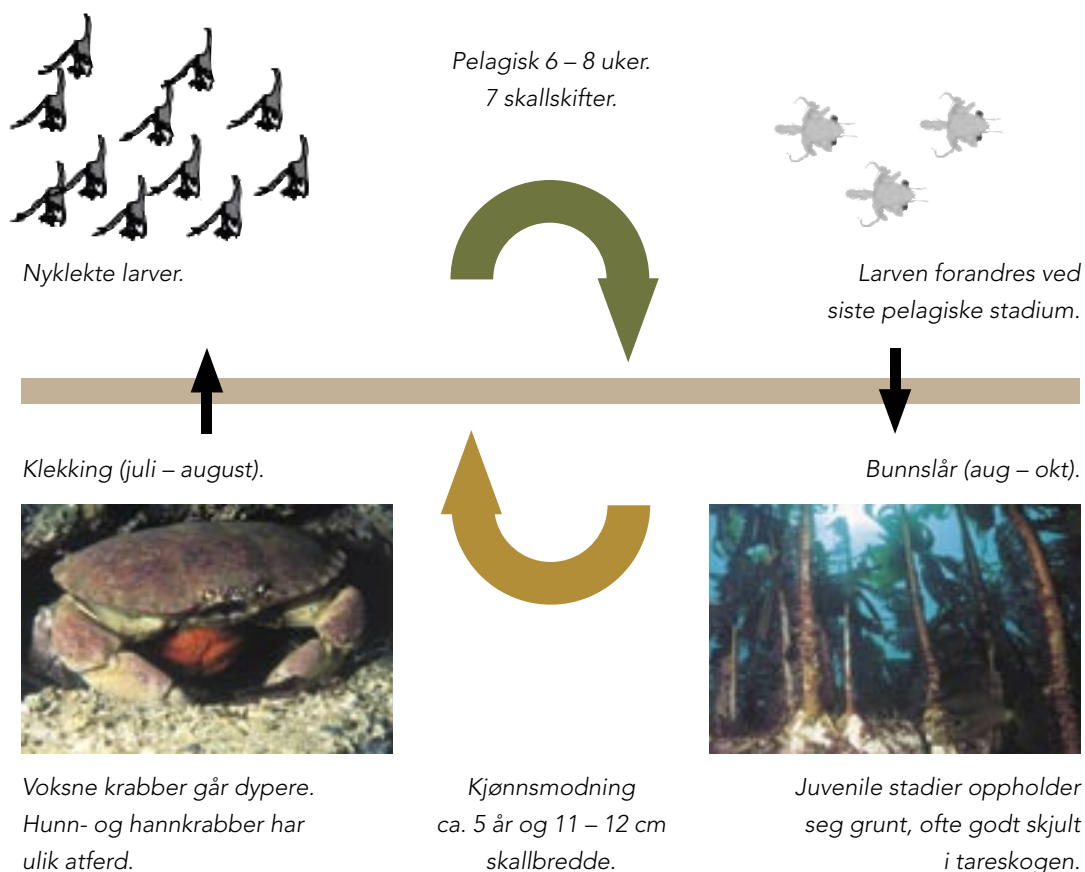 Pelagisk 6 – 8 uker.
7 skallskifter.
Nyklekte larver.
Larven forandres ved
siste pelagiske stadium.
Klekking (juli – august).
Bunnslår (aug – okt).
Voksne krabber går dypere.
Hunn- og hannkrabber har
ulik atferd.
Kjønnsmodning
ca. 5 år og 11 – 12 cm
skallbredde.
Juvenile stadier oppholder
seg grunt, ofte godt skjult
i tareskogen.